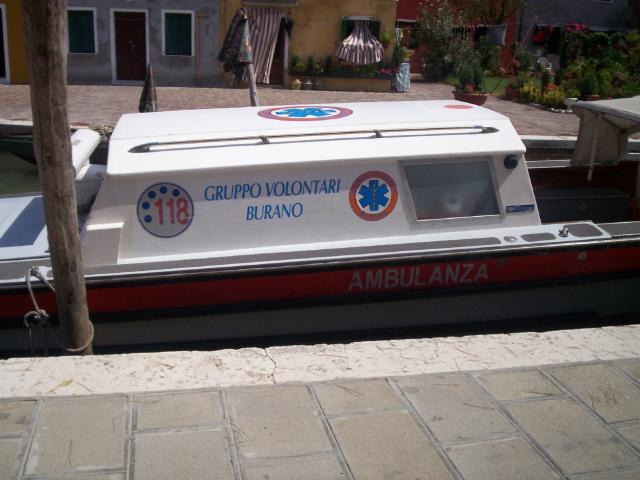 118
GRUPPO VOLONTARI
BURANO
AMBULANZA